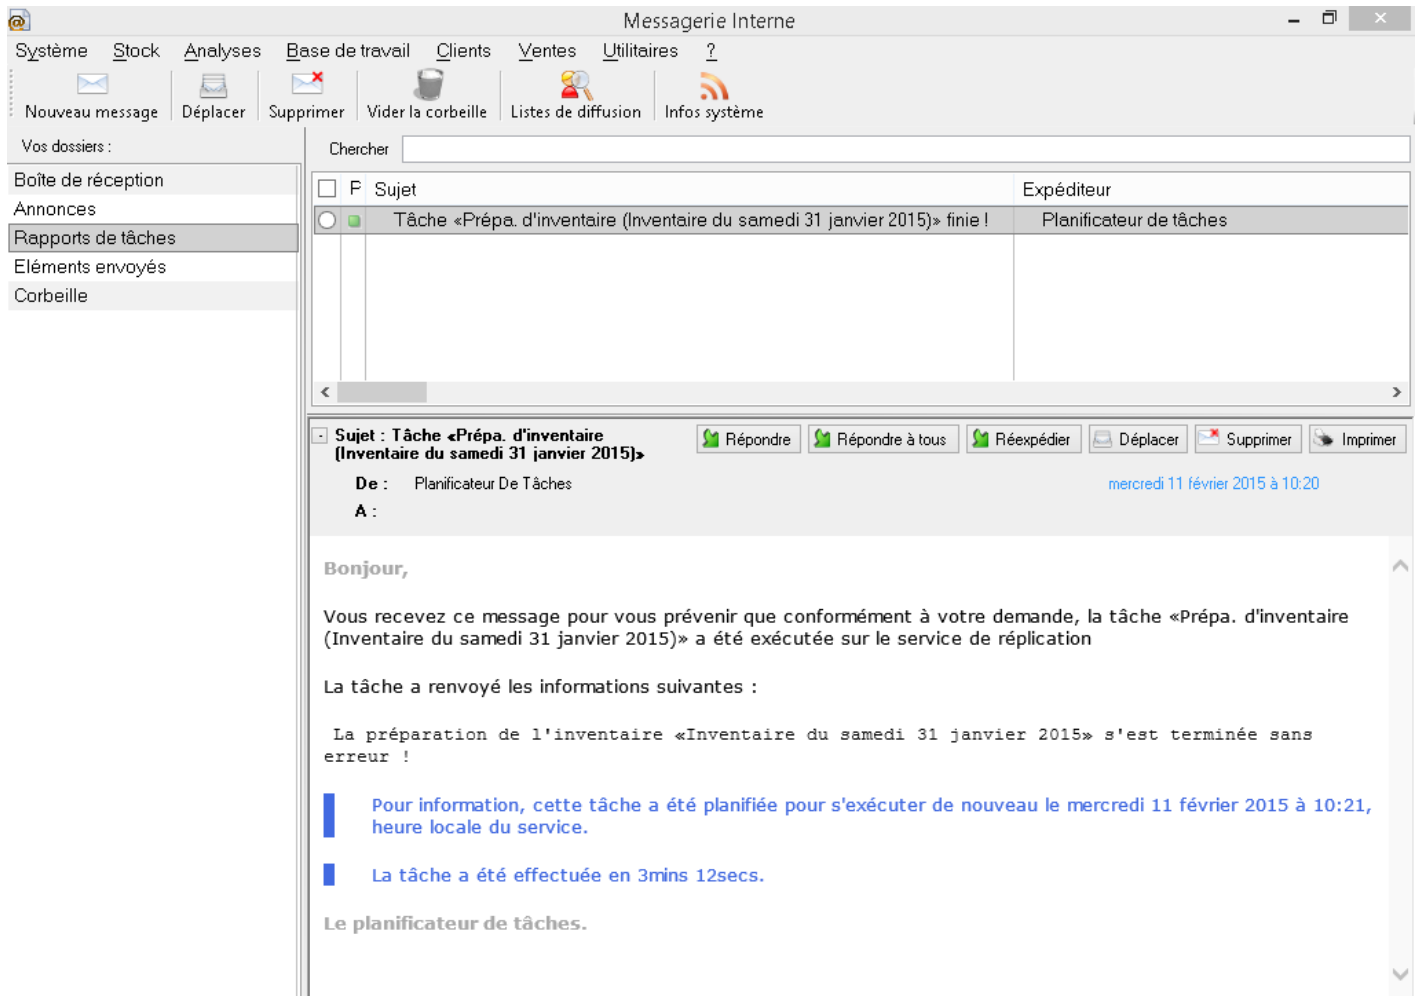 Messagerie Interne
Système Stock Analyses Base de travail Clients Ventes Utilitaires ?
Nouveau message Déplacer Supprimer Vider la corbeille Listes de diffusion Infos système
Vos dossiers :
Boîte de réception
Annonces
Rapports de tâches
Eléments envoyés
Corbeille
Chercher
P Sujet Expéditeur
Tâche «Prépa. d'inventaire (Inventaire du samedi 31 janvier 2015)» finie ! Planificateur de tâches
Sujet : Tâche «Prépa. d'inventaire
(Inventaire du samedi 31 janvier 2015)»
Répondre Répondre à tous Réexpédier Déplacer Supprimer Imprimer
De : Planificateur De Tâches mercredi 11 février 2015 à 10:20
A :
Bonjour,
Vous recevez ce message pour vous prévenir que conformément à votre demande, la tâche «Prépa. d'inventaire
(Inventaire du samedi 31 janvier 2015)» a été exécutée sur le service de réplication
La tâche a renvoyé les informations suivantes :
La préparation de l'inventaire «Inventaire du samedi 31 janvier 2015» s'est terminée sans
erreur !
Pour information, cette tâche a été planifiée pour s'exécuter de nouveau le mercredi 11 février 2015 à 10:21,
heure locale du service.
La tâche a été effectuée en 3mins 12secs.
Le planificateur de tâches.